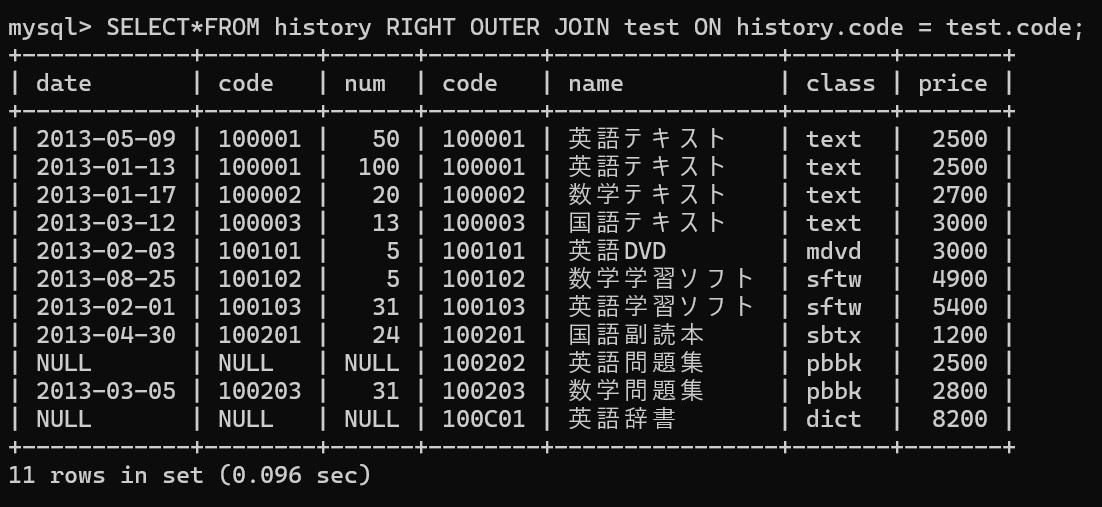 mysql> SELECT*FROM history RIGHT OUTER JOIN test ON history.code = test.code;
+------------+--------+------+--------+----------------+-------+-------+
| date       | code   | num  | code   | name           | class | price |
+------------+--------+------+--------+----------------+-------+-------+
| 2013-05-09 | 100001 |   50 | 100001 | 英語テキスト   | text  |  2500 |
| 2013-01-13 | 100001 |  100 | 100001 | 英語テキスト   | text  |  2500 |
| 2013-01-17 | 100002 |   20 | 100002 | 数学テキスト   | text  |  2700 |
| 2013-03-12 | 100003 |   13 | 100003 | 国語テキスト   | text  |  3000 |
| 2013-02-03 | 100101 |    5 | 100101 | 英語DVD        | mdvd  |  3000 |
| 2013-08-25 | 100102 |    5 | 100102 | 数学学習ソフト | sftw  |  4900 |
| 2013-02-01 | 100103 |   31 | 100103 | 英語学習ソフト | sftw  |  5400 |
| 2013-04-30 | 100201 |   24 | 100201 | 国語副読本     | sbtx  |  1200 |
| NULL       | NULL   | NULL | 100202 | 英語問題集     | pbbk  |  2500 |
| 2013-03-05 | 100203 |   31 | 100203 | 数学問題集     | pbbk  |  2800 |
| NULL       | NULL   | NULL | 100C01 | 英語辞書       | dict  |  8200 |
+------------+--------+------+--------+----------------+-------+-------+
11 rows in set (0.096 sec)